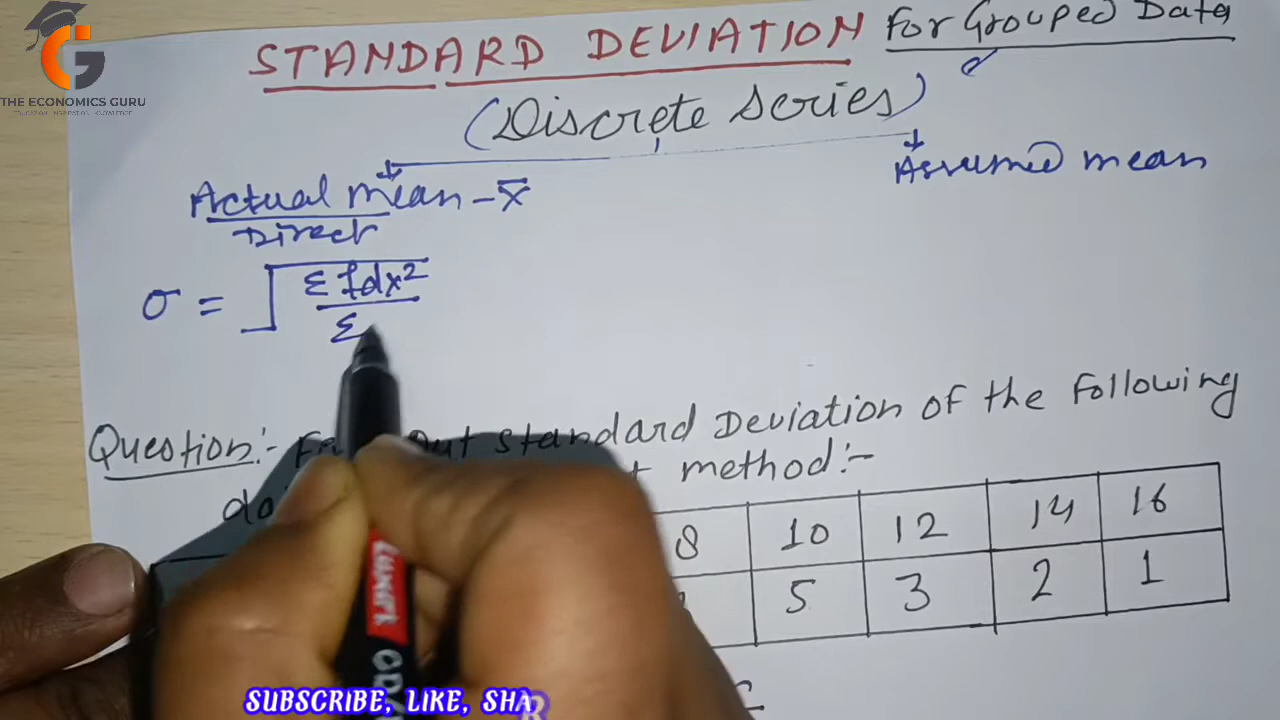 STANDARD DEVIATION For Grouped Data
(Discrete Series)
THE ECONOMICS GURU
Actual mean - x̄
Assumed mean
Direct
σ = √ Σfdx²
Σ
Question:- out Standard Deviation of the Following
method:-
8 10 12 14 16
5 3 2 1
SUBSCRIBE, LIKE, SHAR